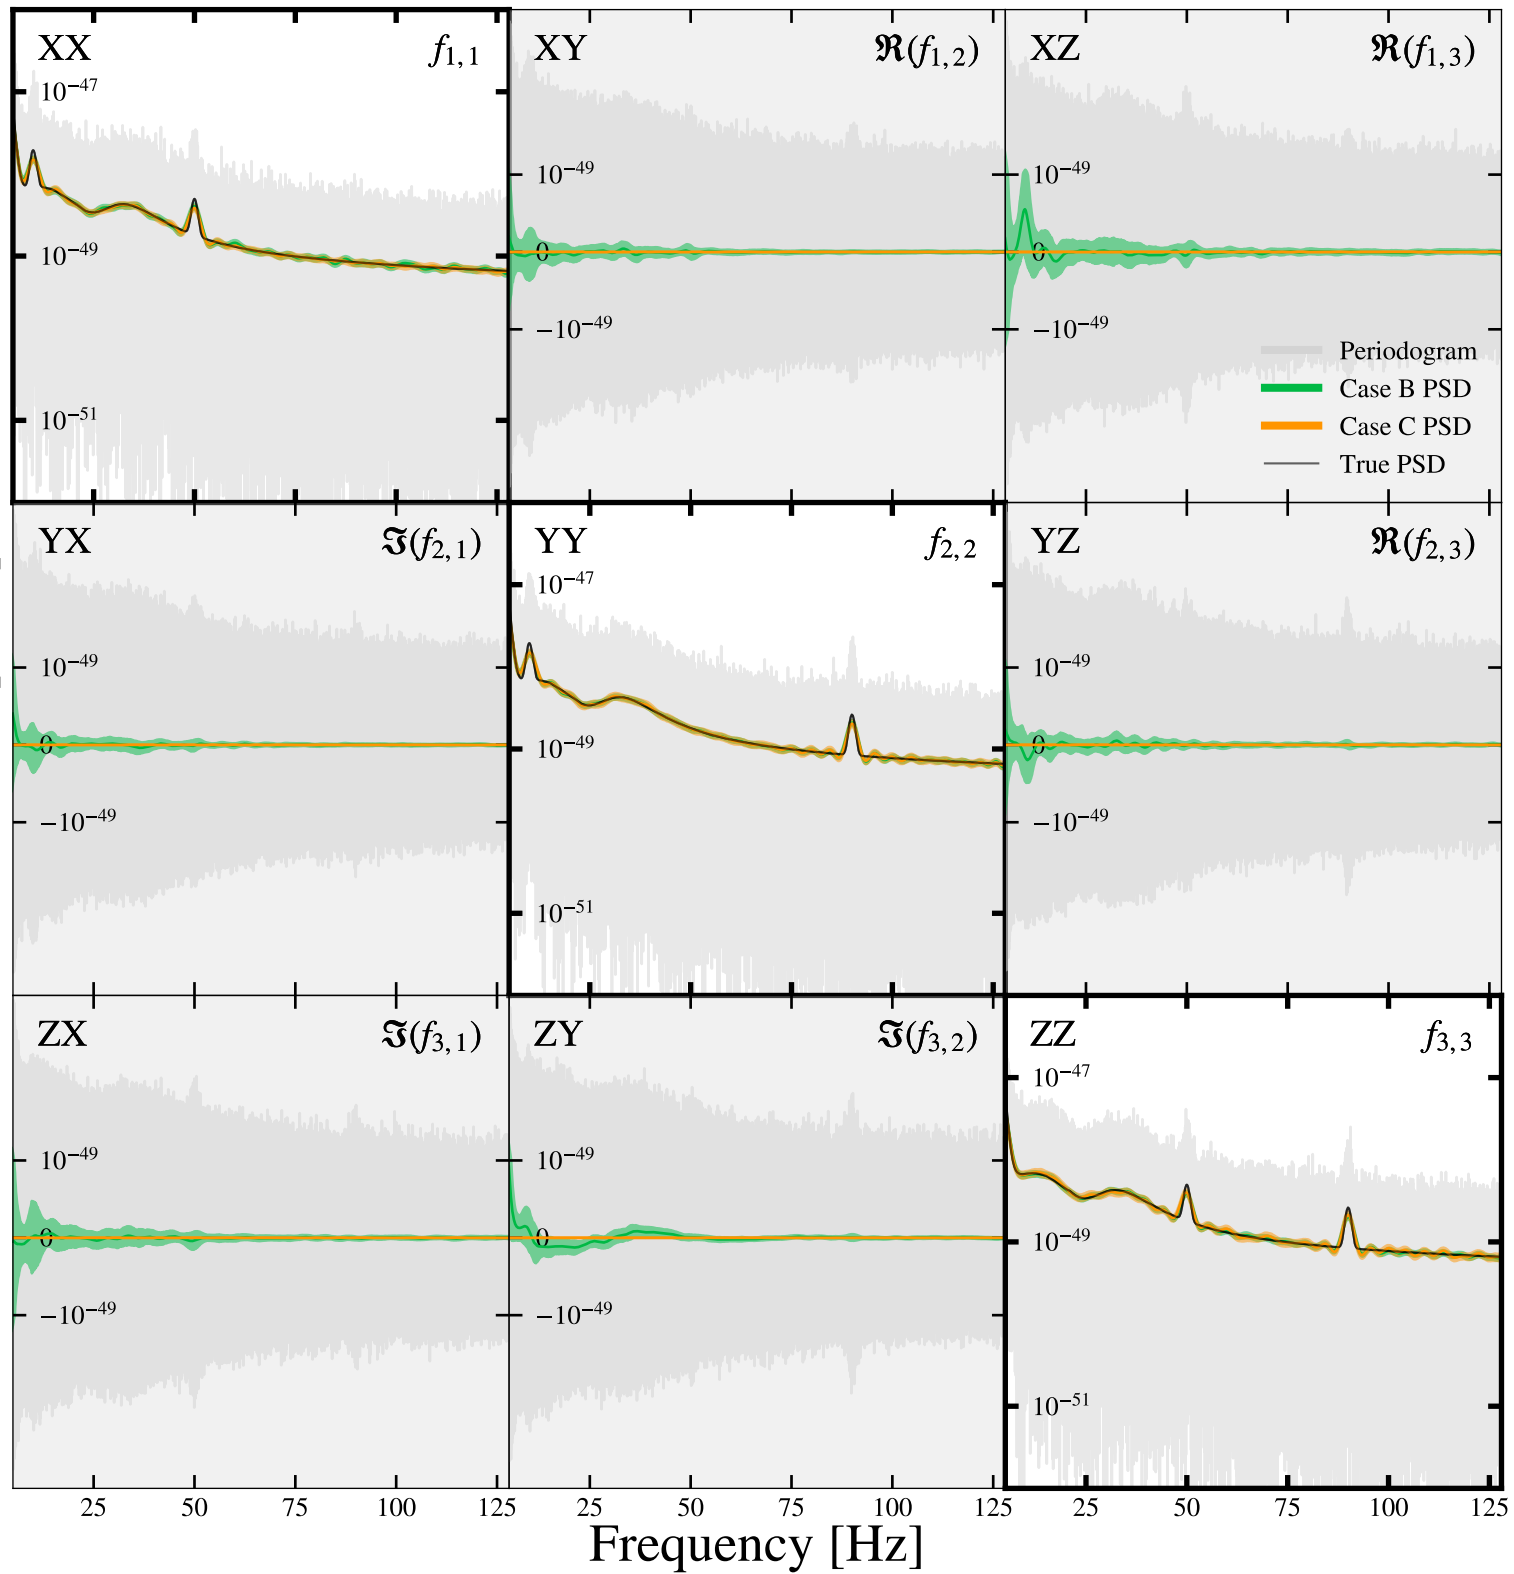 XX f₁,₁
10⁻⁴⁷
10⁻⁴⁹
10⁻⁵¹
XY ℜ(f₁,₂)
10⁻⁴⁹
0
−10⁻⁴⁹
XZ ℜ(f₁,₃)
10⁻⁴⁹
0
−10⁻⁴⁹
Periodogram
Case B PSD
Case C PSD
True PSD
YX ℑ(f₂,₁)
10⁻⁴⁹
0
−10⁻⁴⁹
YY f₂,₂
10⁻⁴⁷
10⁻⁴⁹
10⁻⁵¹
YZ ℜ(f₂,₃)
10⁻⁴⁹
0
−10⁻⁴⁹
ZX ℑ(f₃,₁)
10⁻⁴⁹
0
−10⁻⁴⁹
ZY ℑ(f₃,₂)
10⁻⁴⁹
0
−10⁻⁴⁹
ZZ f₃,₃
10⁻⁴⁷
10⁻⁴⁹
10⁻⁵¹
25 50 75 100 125 25 50 75 100 125 25 50 75 100 125
Frequency [Hz]